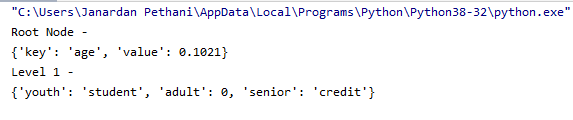 "C:\Users\Janardan Pethani\AppData\Local\Programs\Python\Python38-32\python.exe"
Root Node -
{'key': 'age', 'value': 0.1021}
Level 1 -
{'youth': 'student', 'adult': 0, 'senior': 'credit'}